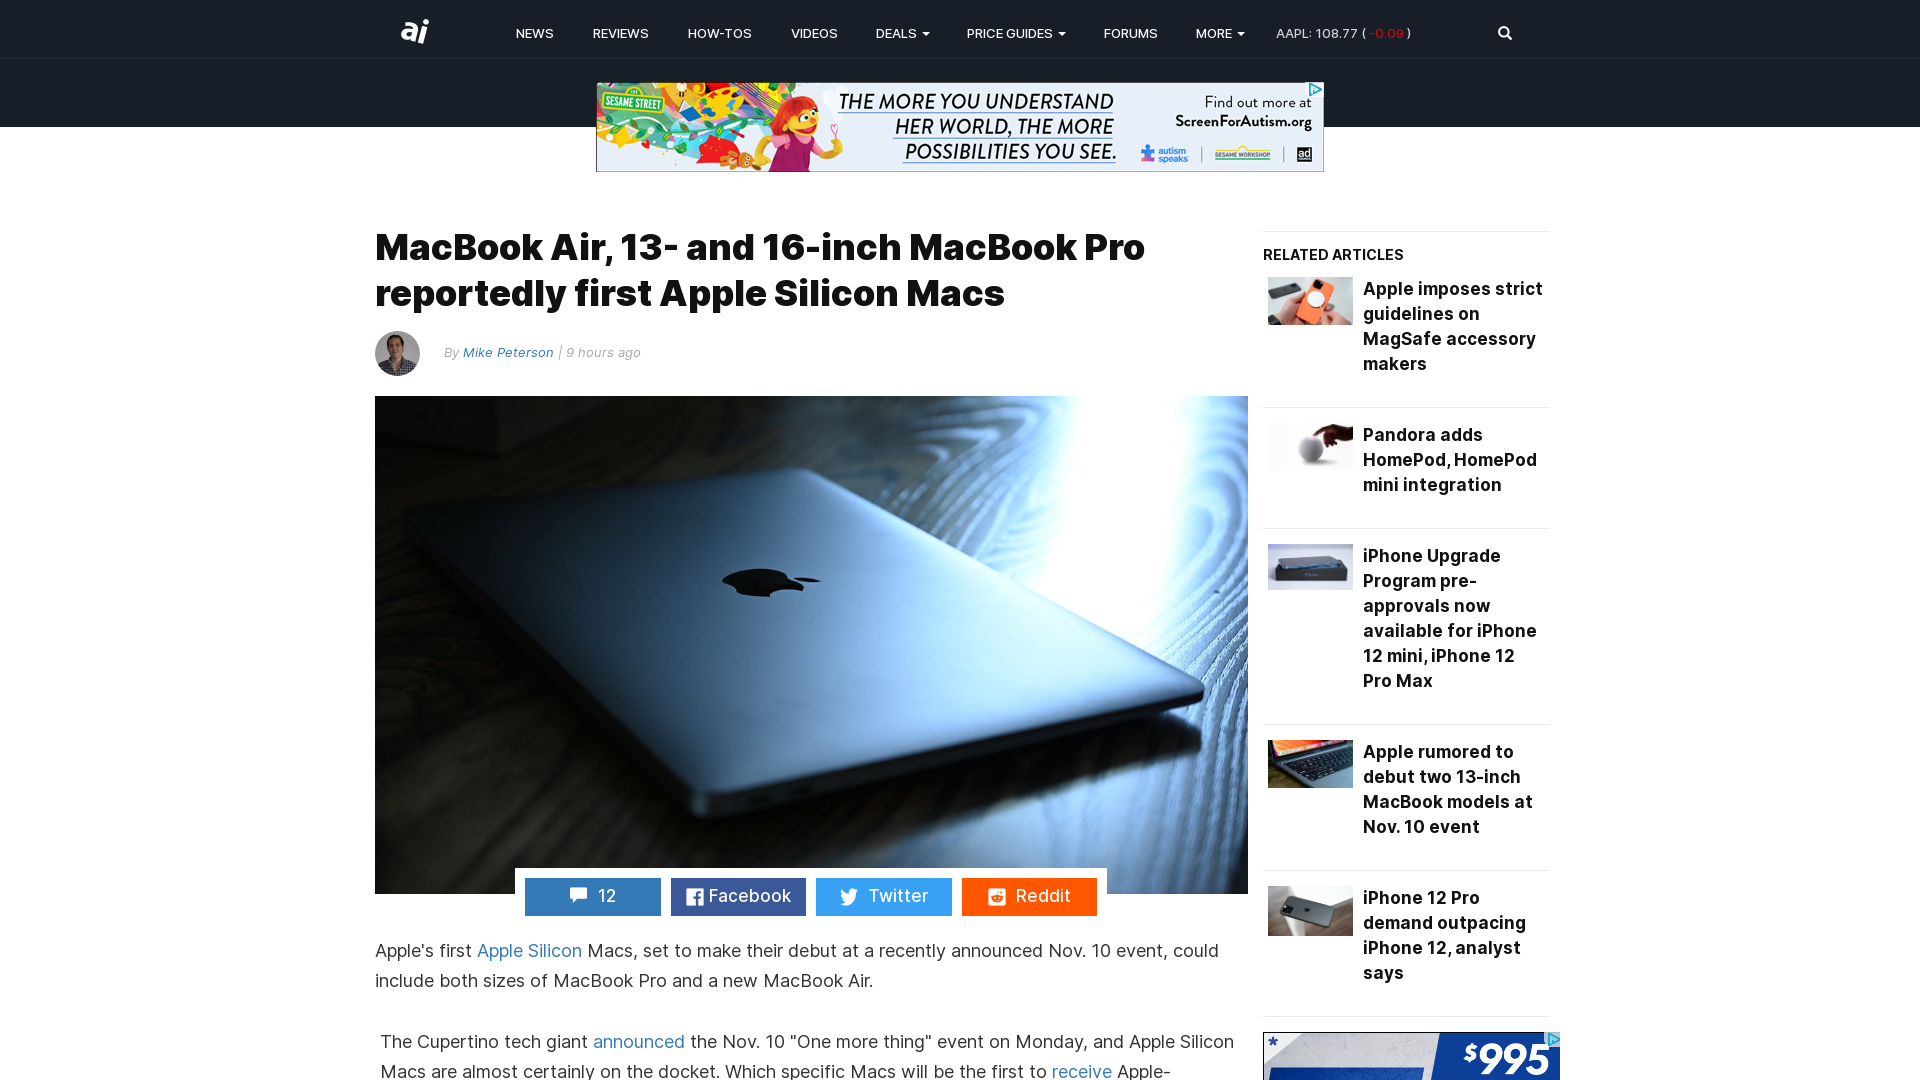 ai
NEWS
REVIEWS
HOW-TOS
VIDEOS
DEALS
PRICE GUIDES
FORUMS
MORE
AAPL: 108.77 ( -0.09 )
123 SESAME STREET
THE MORE YOU UNDERSTAND
HER WORLD, THE MORE
POSSIBILITIES YOU SEE.
Find out more at
ScreenForAutism.org
autism speaks
SESAME WORKSHOP
ad
MacBook Air, 13- and 16-inch MacBook Pro
reportedly first Apple Silicon Macs
By Mike Peterson | 9 hours ago
12
Facebook
Twitter
Reddit
Apple's first Apple Silicon Macs, set to make their debut at a recently announced Nov. 10 event, could
include both sizes of MacBook Pro and a new MacBook Air.
The Cupertino tech giant announced the Nov. 10 "One more thing" event on Monday, and Apple Silicon
Macs are almost certainly on the docket. Which specific Macs will be the first to receive Apple-
RELATED ARTICLES
Apple imposes strict
guidelines on
MagSafe accessory
makers
Pandora adds
HomePod, HomePod
mini integration
iPhone Upgrade
Program pre-
approvals now
available for iPhone
12 mini, iPhone 12
Pro Max
Apple rumored to
debut two 13-inch
MacBook models at
Nov. 10 event
iPhone 12 Pro
demand outpacing
iPhone 12, analyst
says
*
$995